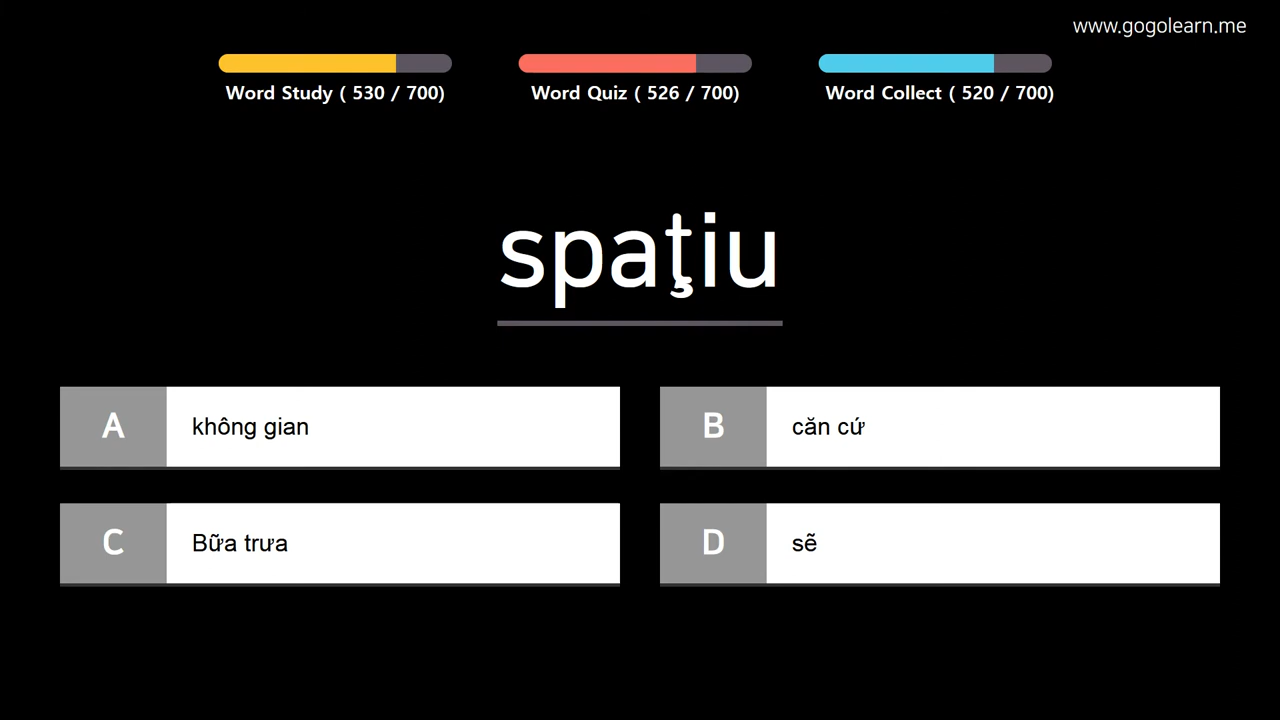 www.gogolearn.me
Word Study ( 530 / 700)
Word Quiz ( 526 / 700)
Word Collect ( 520 / 700)
spaţiu
A không gian
B căn cứ
C Bữa trưa
D sẽ